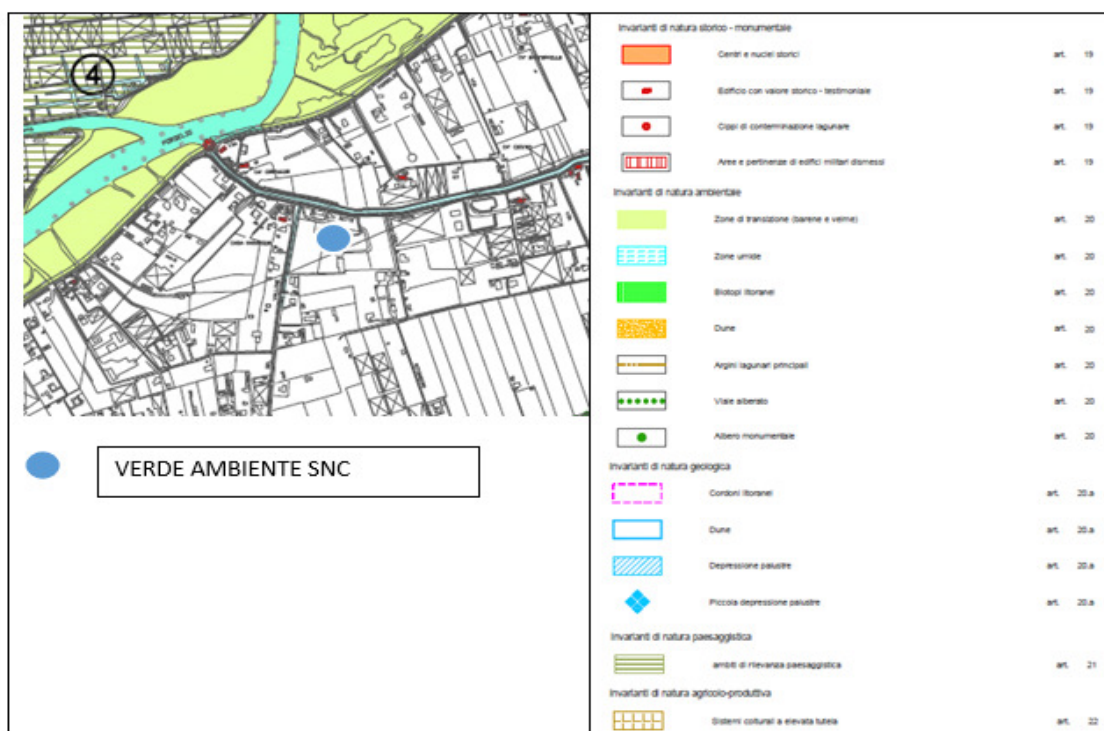 4
VERDE AMBIENTE SNC
Invarianti di natura storico - monumentale
Centri e nuclei storici art. 19
Edificio con valore storico - testimoniale art. 19
Cippi di conterminazione lagunare art. 19
Aree e pertinenze di edifici militari dismessi art. 19
Invarianti di natura ambientale
Zone di transizione (barene e velme) art. 20
Zone umide art. 20
Biotopi litoranei art. 20
Dune art. 20
Argini lagunari principali art. 20
Viale alberato art. 20
Albero monumentale art. 20
Invarianti di natura geologica
Cordoni litoranei art. 20.a
Dune art. 20.a
Depressione palustre art. 20.a
Piccola depressione palustre art. 20.a
Invarianti di natura paesaggistica
ambiti di rilevanza paesaggistica art. 21
Invarianti di natura agricolo-produttiva
Sistemi colturali a elevata tutela art. 22